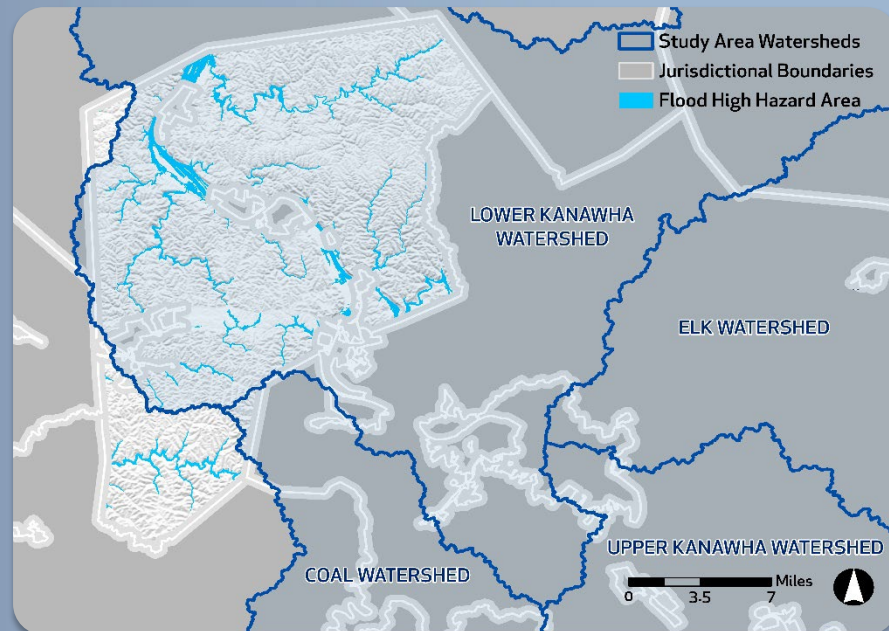 Study Area Watersheds
Jurisdictional Boundaries
Flood High Hazard Area
LOWER KANAWHA
WATERSHED
ELK WATERSHED
UPPER KANAWHA WATERSHED
COAL WATERSHED
Miles
0 3.5 7